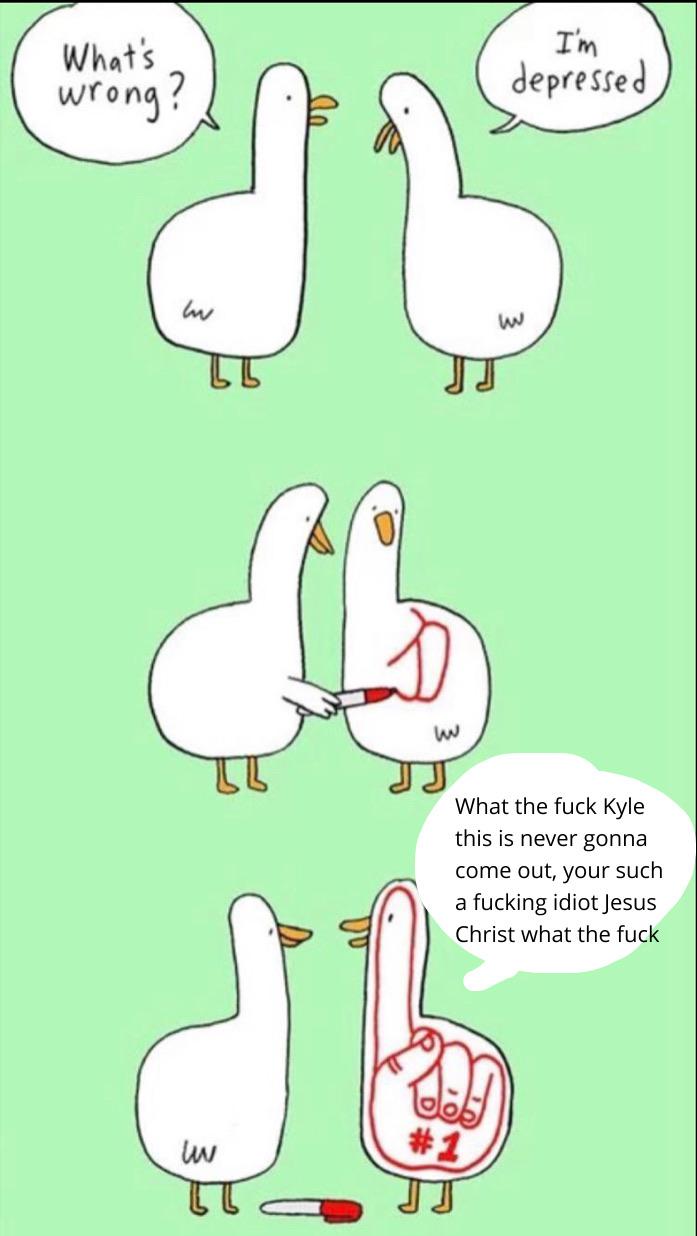 What's
wrong?
I'm
depressed
What the fuck Kyle
this is never gonna
come out, your such
a fucking idiot Jesus
Christ what the fuck
#1